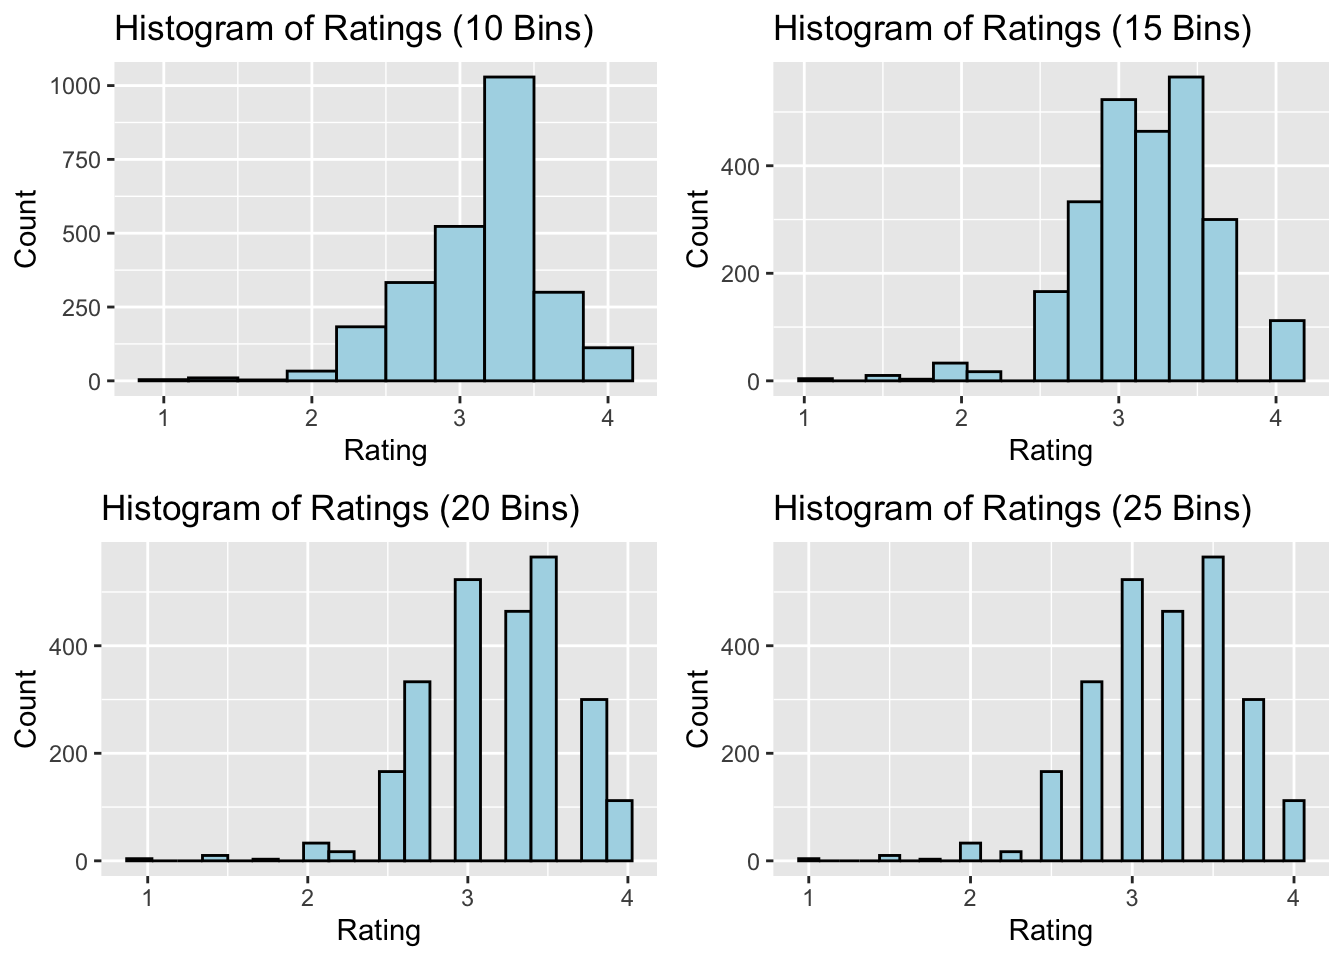 Histogram of Ratings (10 Bins)
Count
1000
750
500
250
0
1 2 3 4
Rating
Histogram of Ratings (15 Bins)
Count
400
200
0
1 2 3 4
Rating
Histogram of Ratings (20 Bins)
Count
400
200
0
1 2 3 4
Rating
Histogram of Ratings (25 Bins)
Count
400
200
0
1 2 3 4
Rating